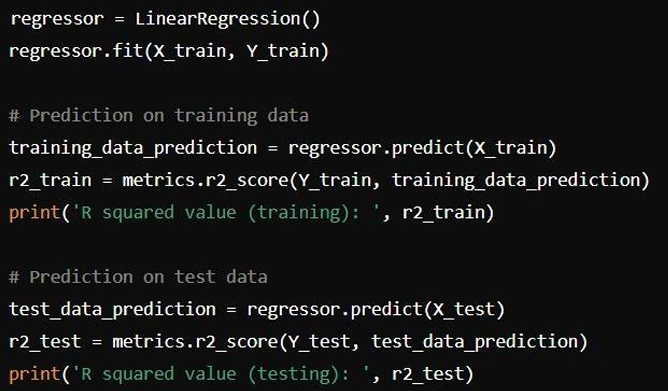 regressor = LinearRegression()
regressor.fit(X_train, Y_train)
# Prediction on training data
training_data_prediction = regressor.predict(X_train)
r2_train = metrics.r2_score(Y_train, training_data_prediction)
print('R squared value (training): ', r2_train)
# Prediction on test data
test_data_prediction = regressor.predict(X_test)
r2_test = metrics.r2_score(Y_test, test_data_prediction)
print('R squared value (testing): ', r2_test)